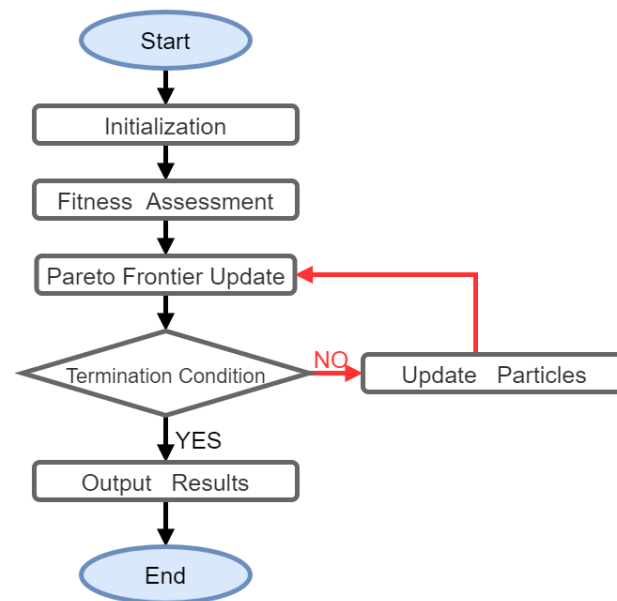 Start
Initialization
Fitness Assessment
Pareto Frontier Update
Termination Condition
NO
Update Particles
YES
Output Results
End